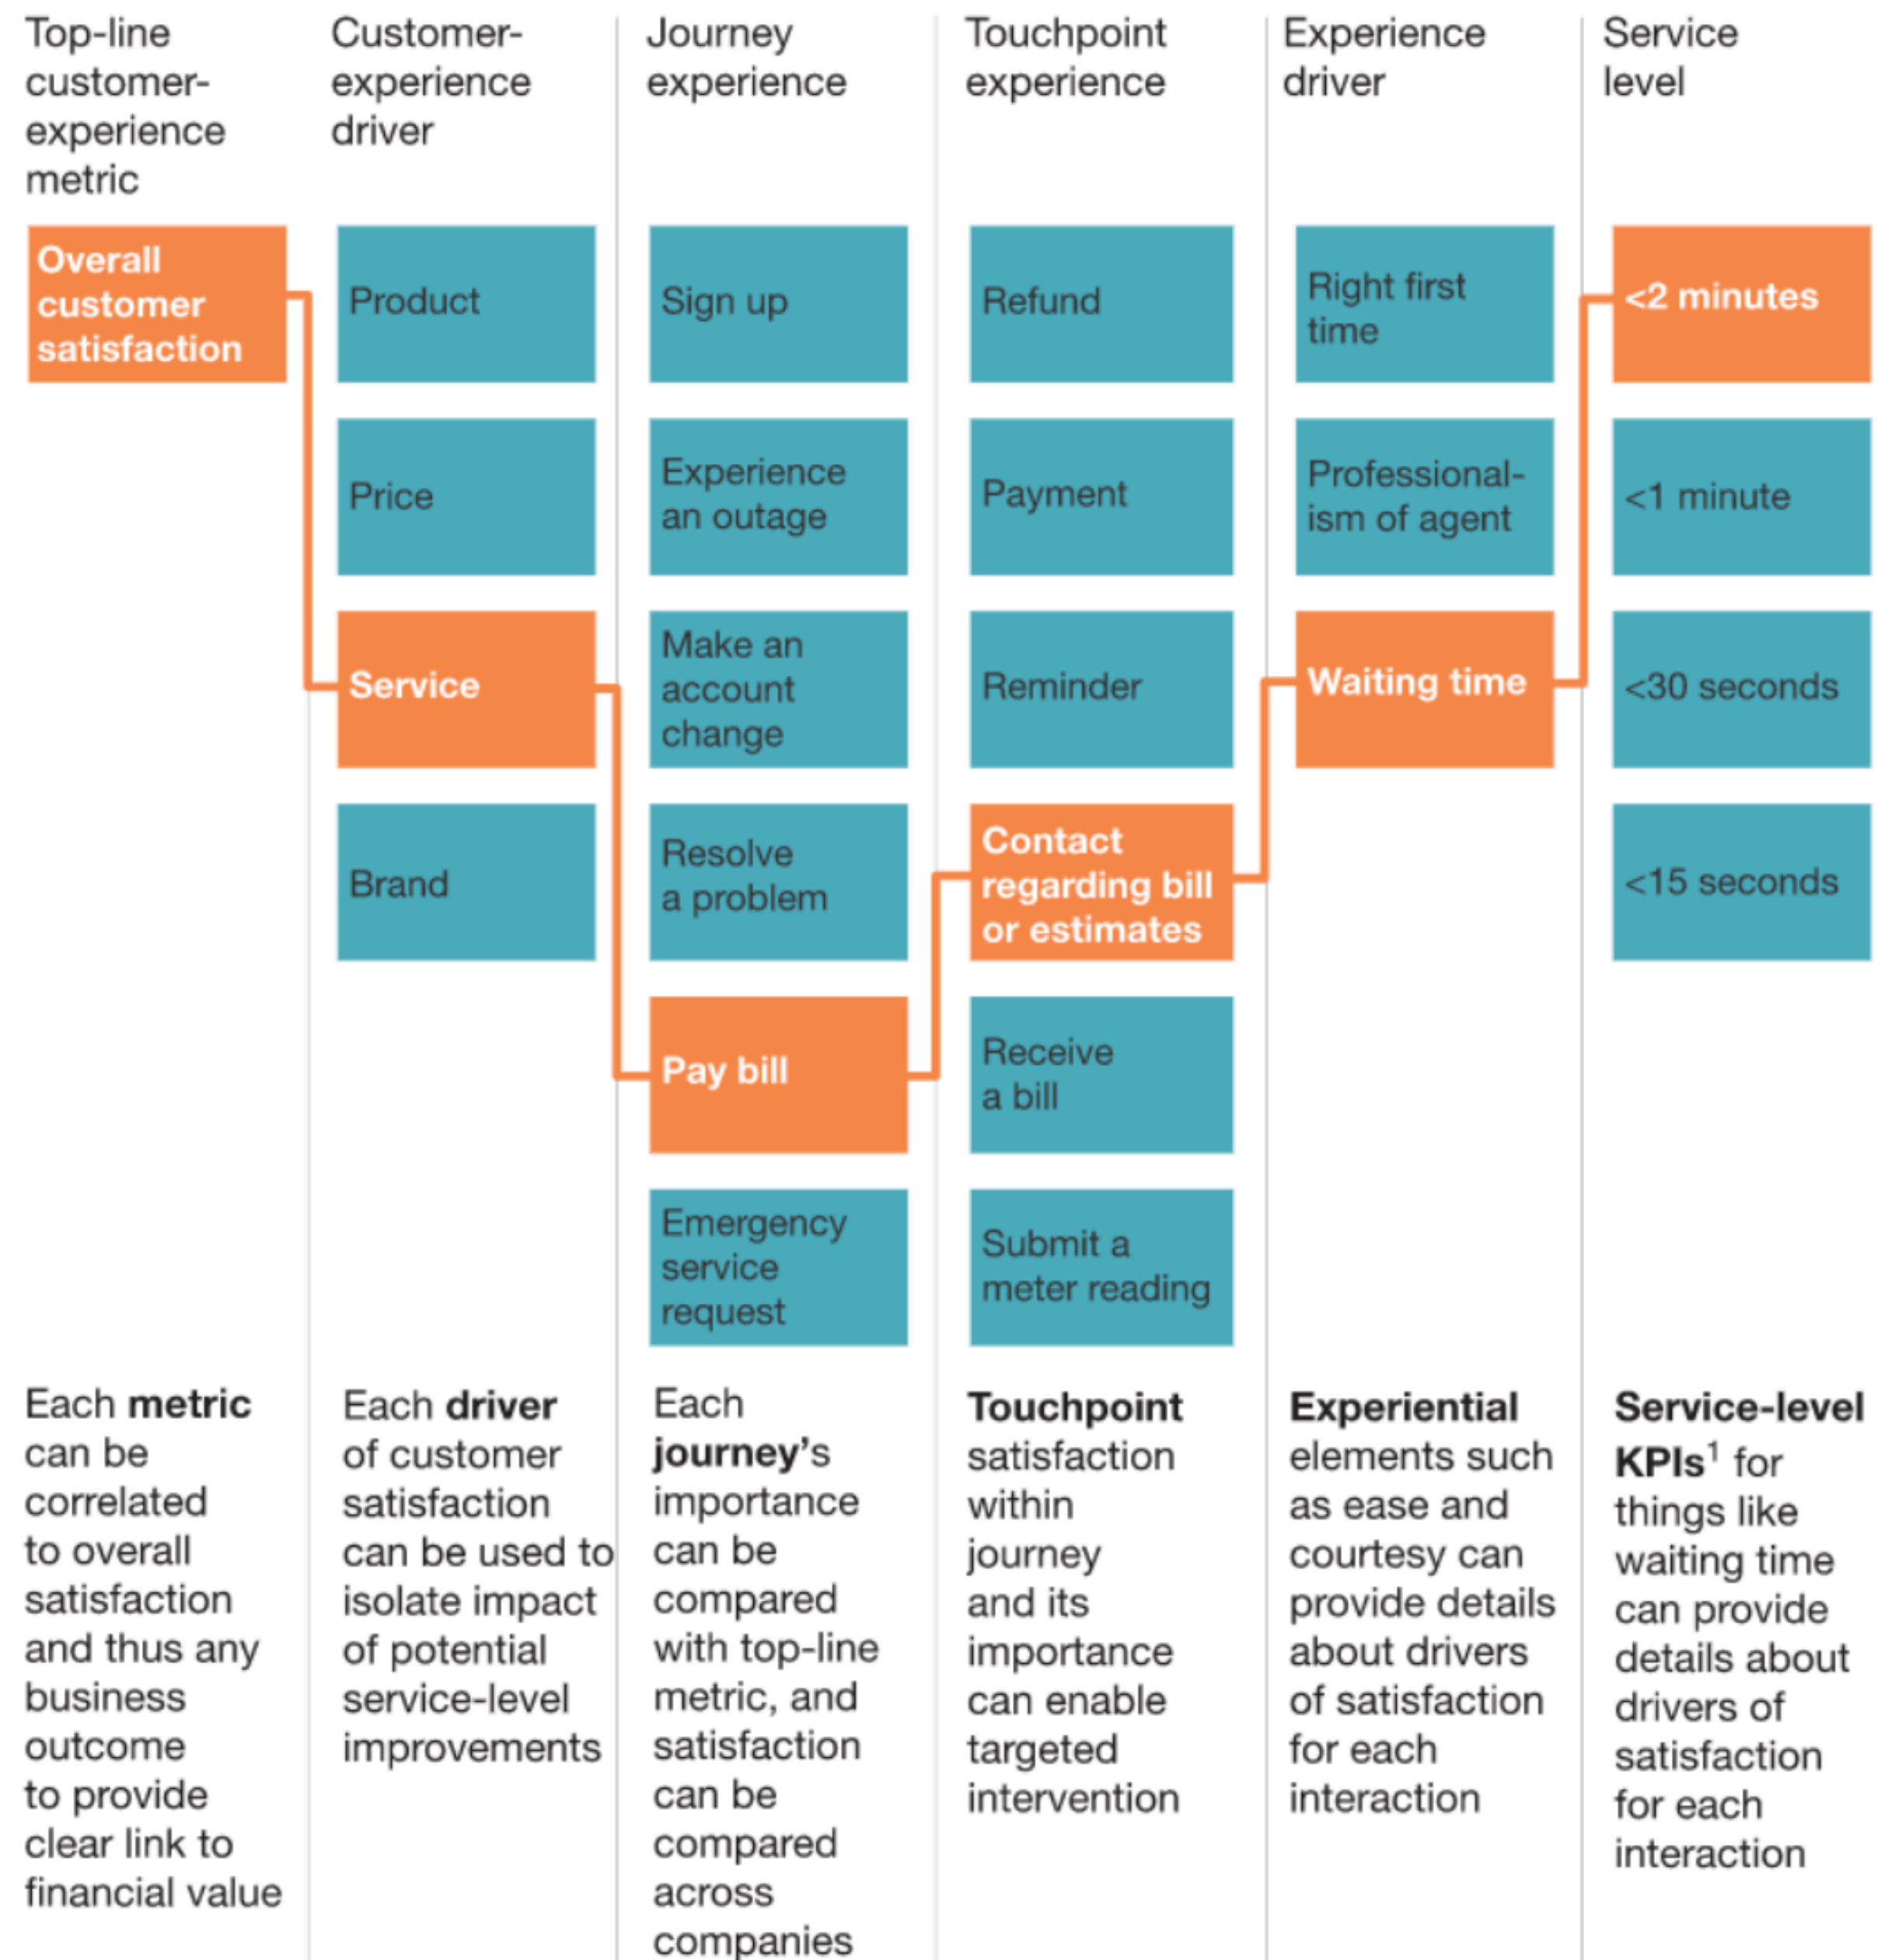 Top-line
customer-
experience
metric
Customer-
experience
driver
Journey
experience
Touchpoint
experience
Experience
driver
Service
level
Overall
customer
satisfaction
Product
Price
Service
Brand
Sign up
Experience
an outage
Make an
account
change
Resolve
a problem
Pay bill
Emergency
service
request
Refund
Payment
Reminder
Contact
regarding bill
or estimates
Receive
a bill
Submit a
meter reading
Right first
time
Professional-
ism of agent
Waiting time
<2 minutes
<1 minute
<30 seconds
<15 seconds
Each metric
can be
correlated
to overall
satisfaction
and thus any
business
outcome
to provide
clear link to
financial value
Each driver
of customer
satisfaction
can be used to
isolate impact
of potential
service-level
improvements
Each
journey's
importance
can be
compared
with top-line
metric, and
satisfaction
can be
compared
across
companies
Touchpoint
satisfaction
within
journey
and its
importance
can enable
targeted
intervention
Experiential
elements such
as ease and
courtesy can
provide details
about drivers
of satisfaction
for each
interaction
Service-level
KPIs¹ for
things like
waiting time
can provide
details about
drivers of
satisfaction
for each
interaction